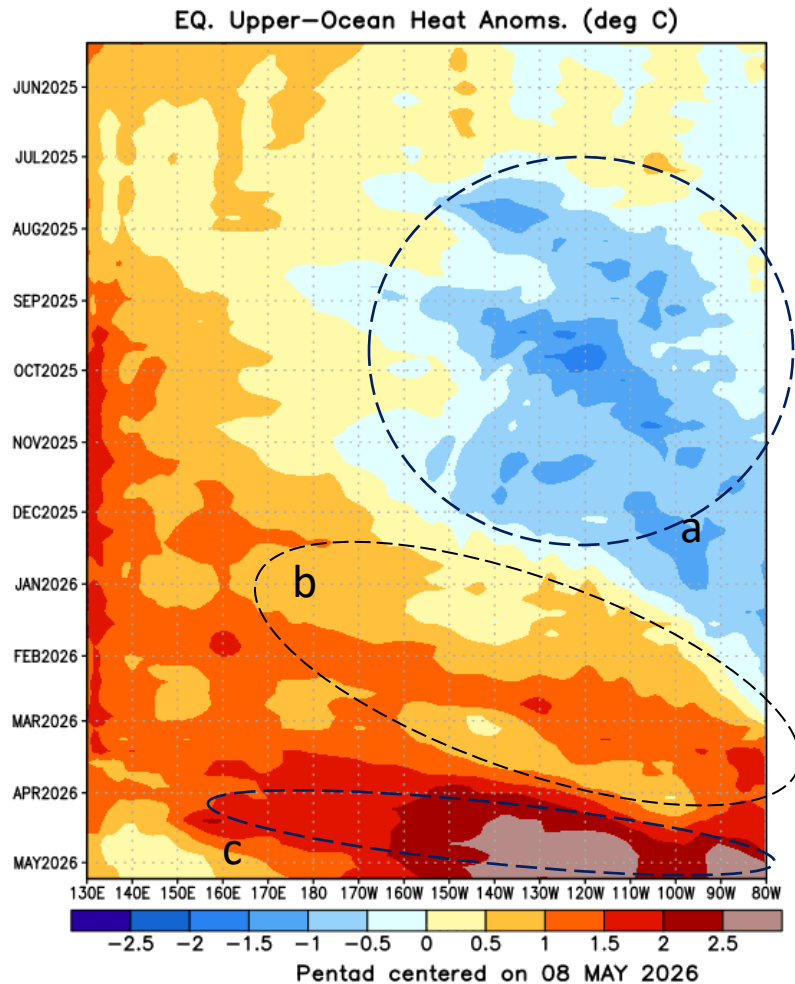 EQ. Upper-Ocean Heat Anoms. (deg C)
JUN2025
JUL2025
AUG2025
SEP2025
OCT2025
NOV2025
a
DEC2025
b
JAN2026
FEB2026
MAR2026
APR2026
c
MAY2026
130E 140E 150E 160E 170E 180 170W 160W 150W 140W 130W 120W 110W 100W 90W 80W
-2.5 -2 -1.5 -1 -0.5 0 0.5 1 1.5 2 2.5
Pentad centered on 08 MAY 2026